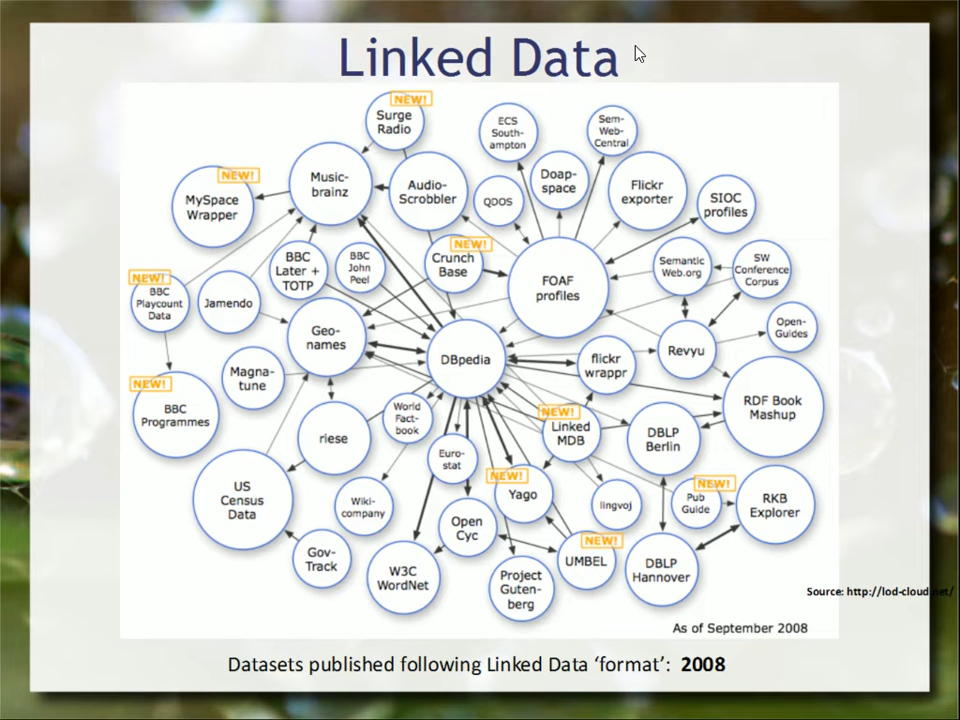 Linked Data
NEW!
Surge
Radio
ECS
South-
ampton
Sem-
Web-
Central
Music-
brainz
NEW!
MySpace
Wrapper
Audio-
Scrobbler
QDOS
Doap-
space
Flickr
exporter
SIOC
profiles
BBC
Later +
TOTP
BBC
John
Peel
NEW!
Crunch
Base
FOAF
profiles
Semantic
Web.org
SW
Conference
Corpus
NEW!
BBC
Playcount
Data
Jamendo
Geo-
names
DBpedia
flickr
wrappr
Revyu
Open-
Guides
NEW!
BBC
Programmes
Magna-
tune
RDF Book
Mashup
riese
World
Fact-
book
NEW!
Linked
MDB
DBLP
Berlin
Euro-
stat
US
Census
Data
Wiki-
company
NEW!
Yago
lingvoj
NEW!
Pub
Guide
RKB
Explorer
Gov-
Track
Open
Cyc
W3C
WordNet
NEW!
UMBEL
Project
Guten-
berg
DBLP
Hannover
Source: http://lod-cloud.net/
As of September 2008
Datasets published following Linked Data ‘format’: 2008